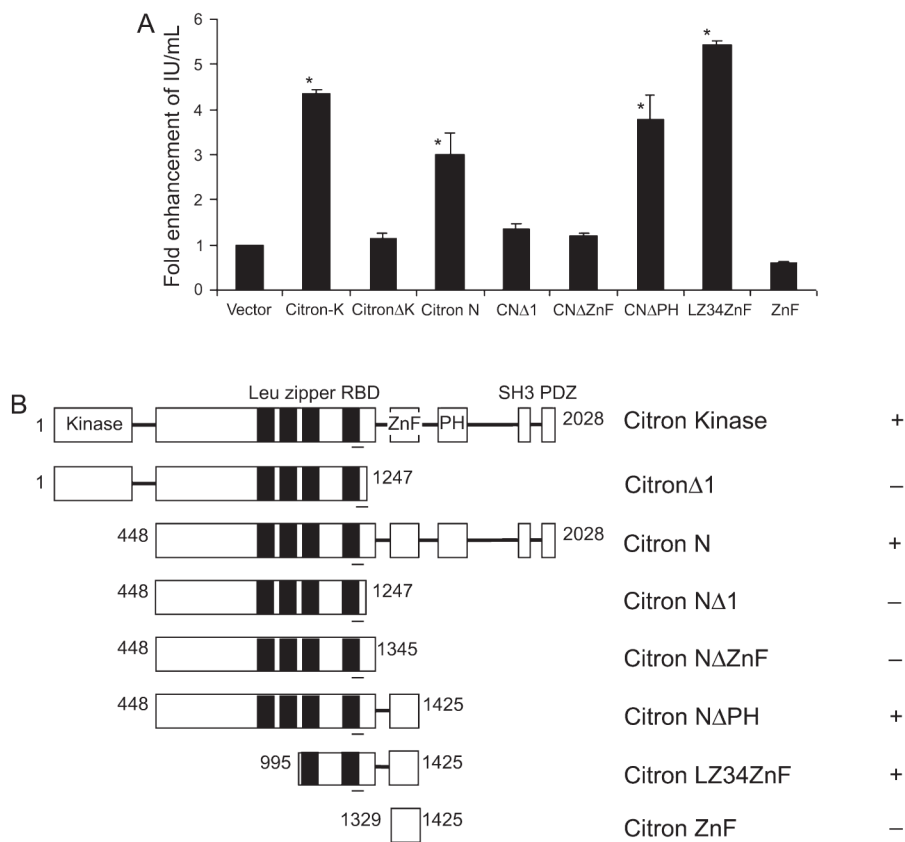 A
Fold enhancement of IU/mL
6
5
4
3
2
1
0
* * * * *
Vector Citron-K CitronΔK Citron N CNΔ1 CNΔZnF CNΔPH LZ34ZnF ZnF
B
Leu zipper RBD SH3 PDZ
1 Kinase ZnF PH 2028 Citron Kinase +
1 1247 CitronΔ1 –
448 2028 Citron N +
448 1247 Citron NΔ1 –
448 1345 Citron NΔZnF –
448 1425 Citron NΔPH +
995 1425 Citron LZ34ZnF +
1329 1425 Citron ZnF –